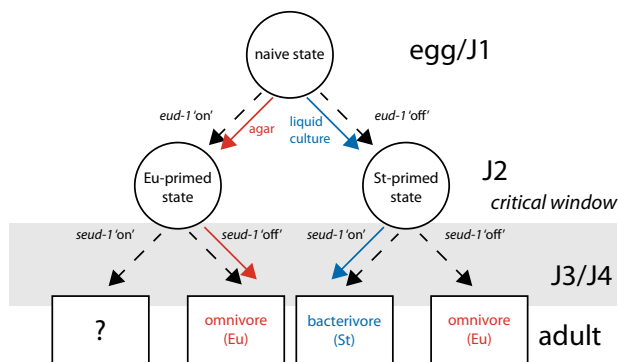 naive state
egg/J1
eud-1 'on'
agar
liquid
culture
eud-1 'off'
Eu-primed
state
St-primed
state
J2
critical window
seud-1 'on'
seud-1 'off'
seud-1 'on'
seud-1 'off'
J3/J4
?
omnivore
(Eu)
bacterivore
(St)
omnivore
(Eu)
adult